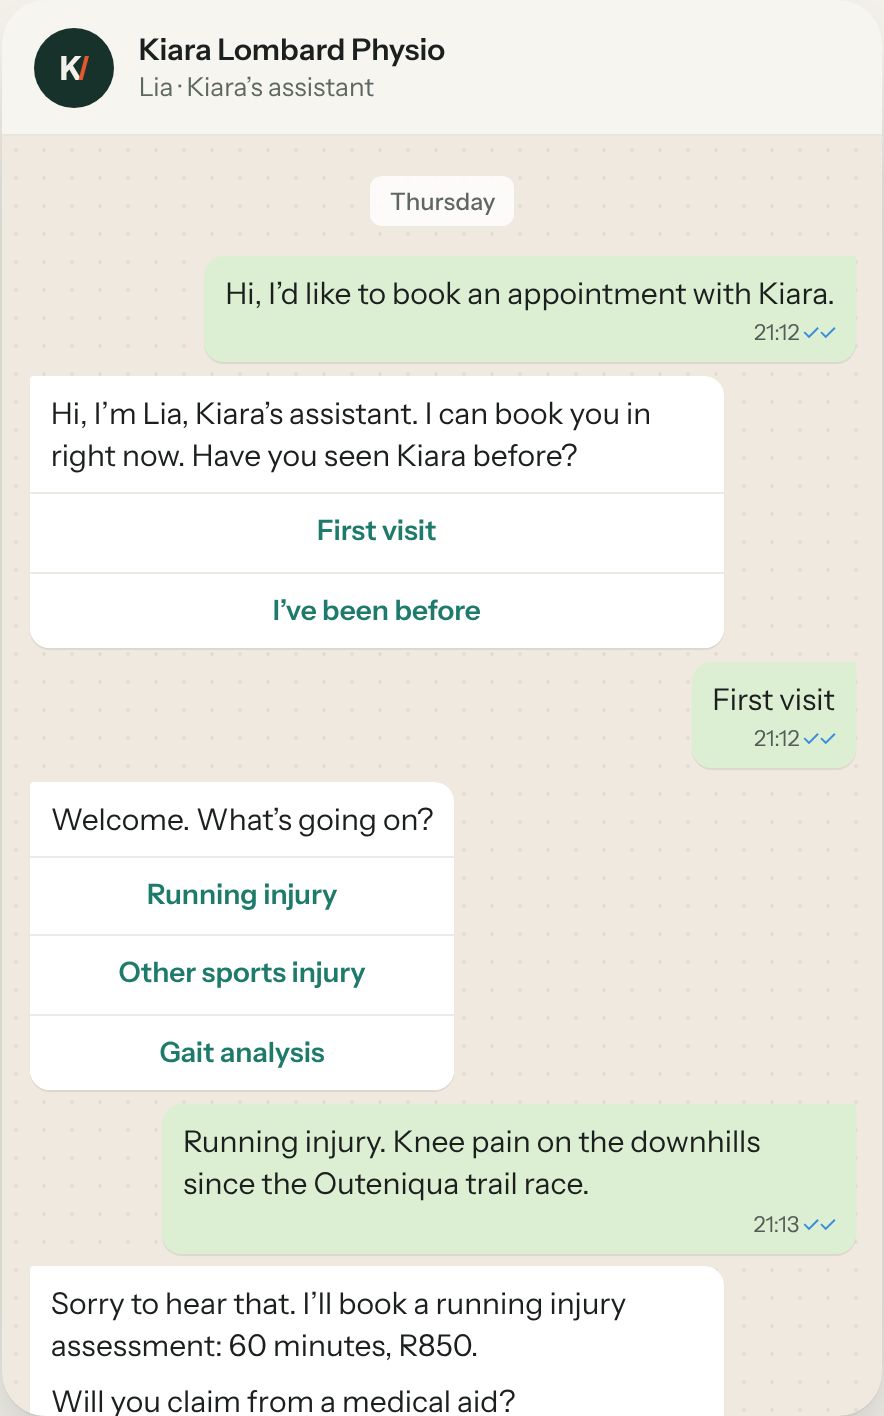 K/
Kiara Lombard Physio
Lia · Kiara’s assistant
Thursday
Hi, I’d like to book an appointment with Kiara.
21:12
Hi, I’m Lia, Kiara’s assistant. I can book you in
right now. Have you seen Kiara before?
First visit
I’ve been before
First visit
21:12
Welcome. What’s going on?
Running injury
Other sports injury
Gait analysis
Running injury. Knee pain on the downhills
since the Outeniqua trail race.
21:13
Sorry to hear that. I’ll book a running injury
assessment: 60 minutes, R850.
Will you claim from a medical aid?